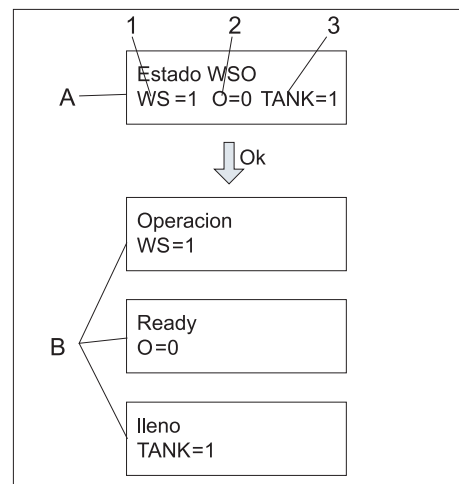 1 2 3
Estado WSO
A WS =1 O=0 TANK=1
Ok
Operacion
WS=1
Ready
B O=0
lleno
TANK=1